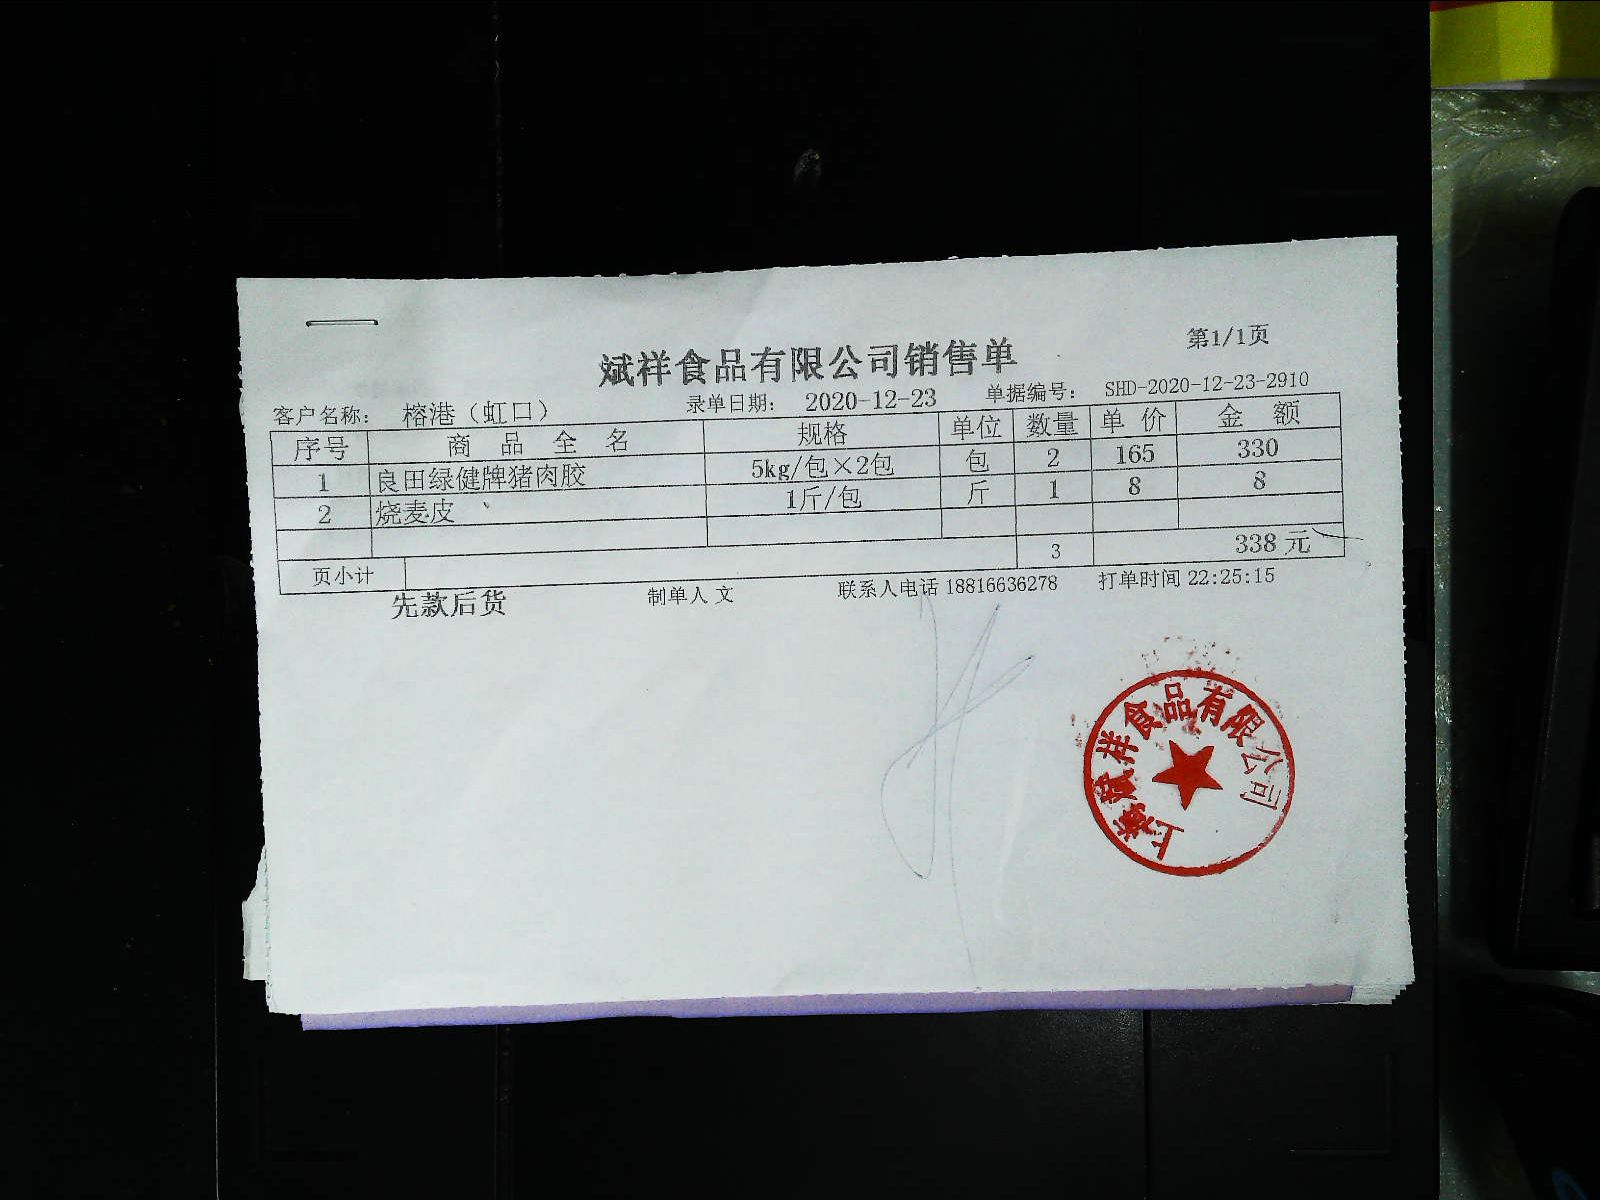 第1/1页
斌祥食品有限公司销售单
客户名称: 榕港（虹口） 录单日期: 2020-12-23 单据编号: SHD-2020-12-23-2910
序号 商品全名 规格 单位 数量 单价 金额
1 良田绿健牌猪肉胶 5kg/包×2包 包 2 165 330
2 烧麦皮 1斤/包 斤 1 8 8
页小计 3 338 元
先款后货 制单人 文 联系人电话 18816636278 打单时间 22:25:15
上海斌祥食品有限公司